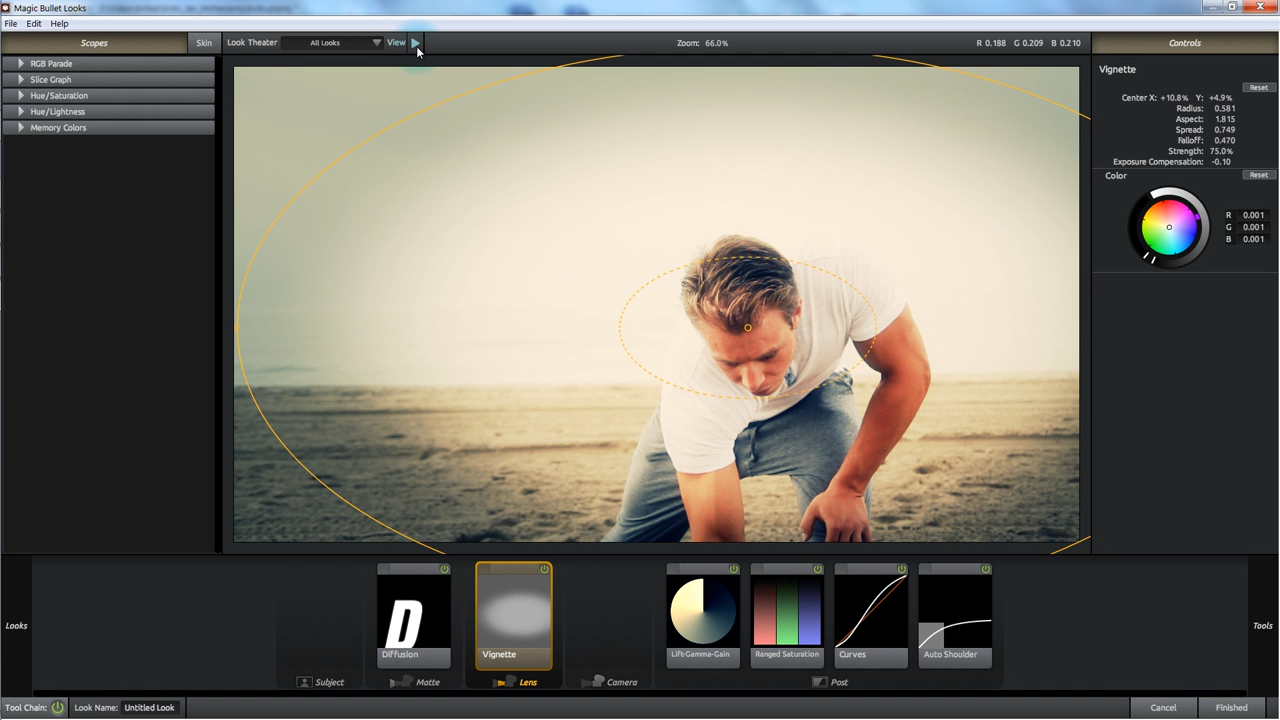 Magic Bullet Looks
File Edit Help
Scopes
Skin
Look Theater All Looks View
Zoom: 66.0%
R 0.188 G 0.209 B 0.210
Controls
RGB Parade
Slice Graph
Hue/Saturation
Hue/Lightness
Memory Colors
Vignette
Reset
Center X: +10.8% Y: +4.9%
Radius: 0.581
Aspect: 1.815
Spread: 0.749
Falloff: 0.470
Strength: 75.0%
Exposure Compensation: -0.10
Color Reset
R 0.001
G 0.001
B 0.001
Looks
D
Diffusion
Vignette
Lift-Gamma-Gain
Ranged Saturation
Curves
Auto Shoulder
Tools
Subject
Matte
Lens
Camera
Post
Tool Chain:
Look Name: Untitled Look
Cancel
Finished